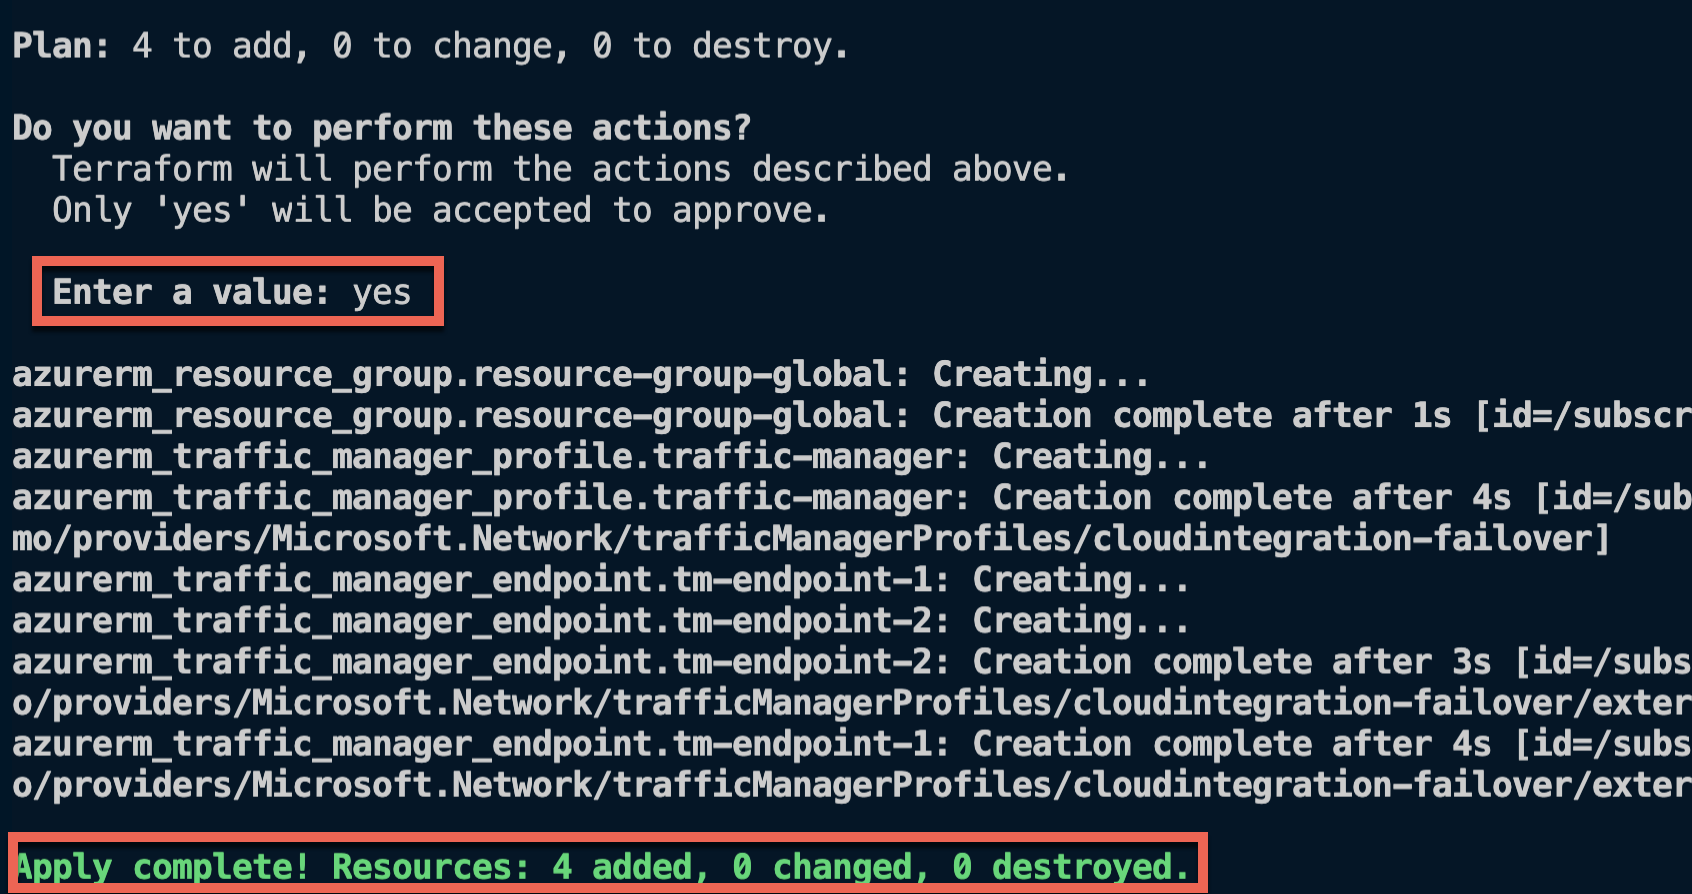 Plan: 4 to add, 0 to change, 0 to destroy.
Do you want to perform these actions?
Terraform will perform the actions described above.
Only 'yes' will be accepted to approve.
Enter a value: yes
azurerm_resource_group.resource-group-global: Creating...
azurerm_resource_group.resource-group-global: Creation complete after 1s [id=/subscr
azurerm_traffic_manager_profile.traffic-manager: Creating...
azurerm_traffic_manager_profile.traffic-manager: Creation complete after 4s [id=/sub
mo/providers/Microsoft.Network/trafficManagerProfiles/cloudintegration-failover]
azurerm_traffic_manager_endpoint.tm-endpoint-1: Creating...
azurerm_traffic_manager_endpoint.tm-endpoint-2: Creating...
azurerm_traffic_manager_endpoint.tm-endpoint-2: Creation complete after 3s [id=/subs
o/providers/Microsoft.Network/trafficManagerProfiles/cloudintegration-failover/exter
azurerm_traffic_manager_endpoint.tm-endpoint-1: Creation complete after 4s [id=/subs
o/providers/Microsoft.Network/trafficManagerProfiles/cloudintegration-failover/exter
Apply complete! Resources: 4 added, 0 changed, 0 destroyed.